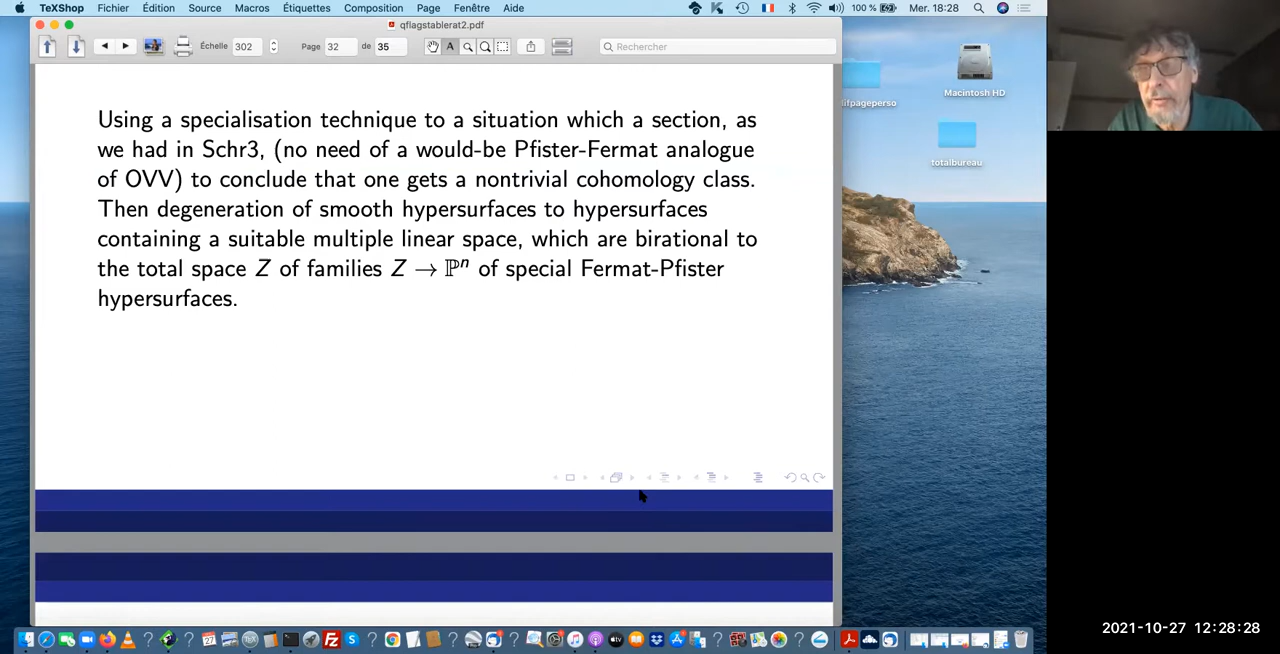 TeXShop Fichier Édition Source Macros Étiquettes Composition Page Fenêtre Aide 100 % Mer. 18:28
qflagstablerat2.pdf
Échelle 302 Page 32 de 35 Rechercher
Using a specialisation technique to a situation which a section, as
we had in Schr3, (no need of a would-be Pfister-Fermat analogue
of OVV) to conclude that one gets a nontrivial cohomology class.
Then degeneration of smooth hypersurfaces to hypersurfaces
containing a suitable multiple linear space, which are birational to
the total space Z of families Z → ℙⁿ of special Fermat-Pfister
hypersurfaces.
Macintosh HD
lifpageperso
totalbureau
2021-10-27 12:28:28